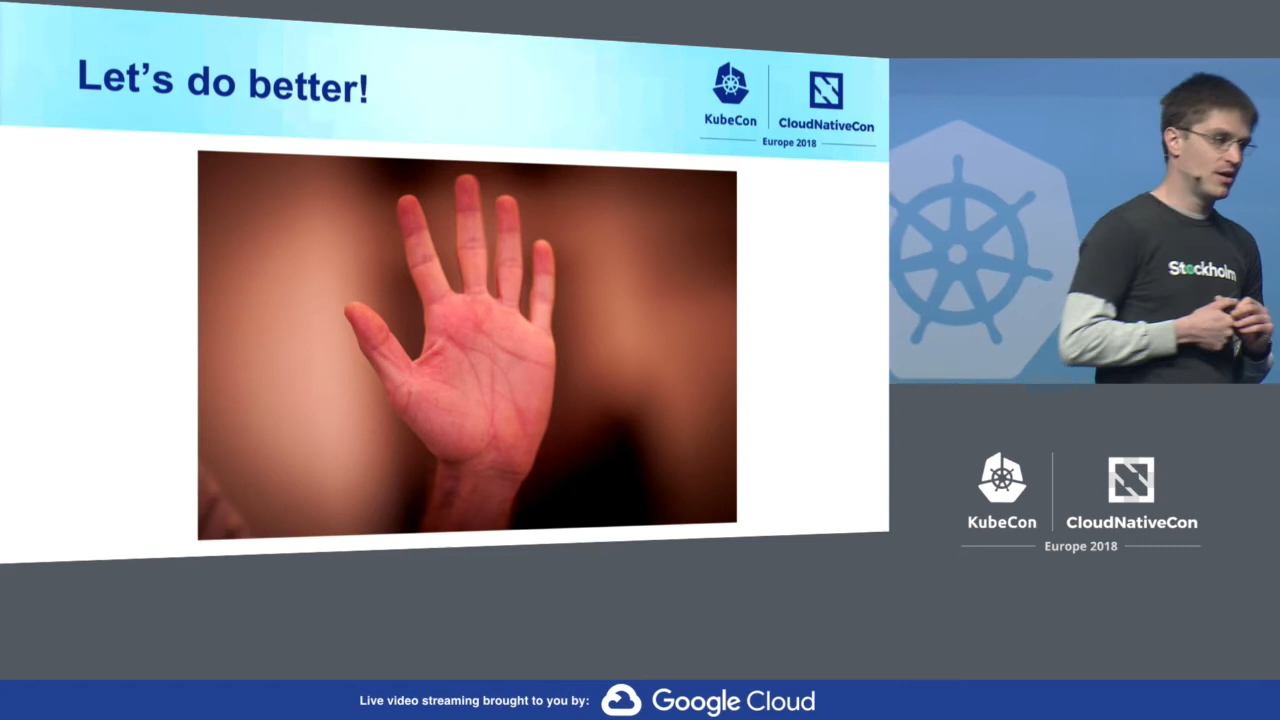 Let's do better!
KubeCon
CloudNativeCon
Europe 2018
Stockholm
KubeCon
CloudNativeCon
Europe 2018
Live video streaming brought to you by:
Google Cloud